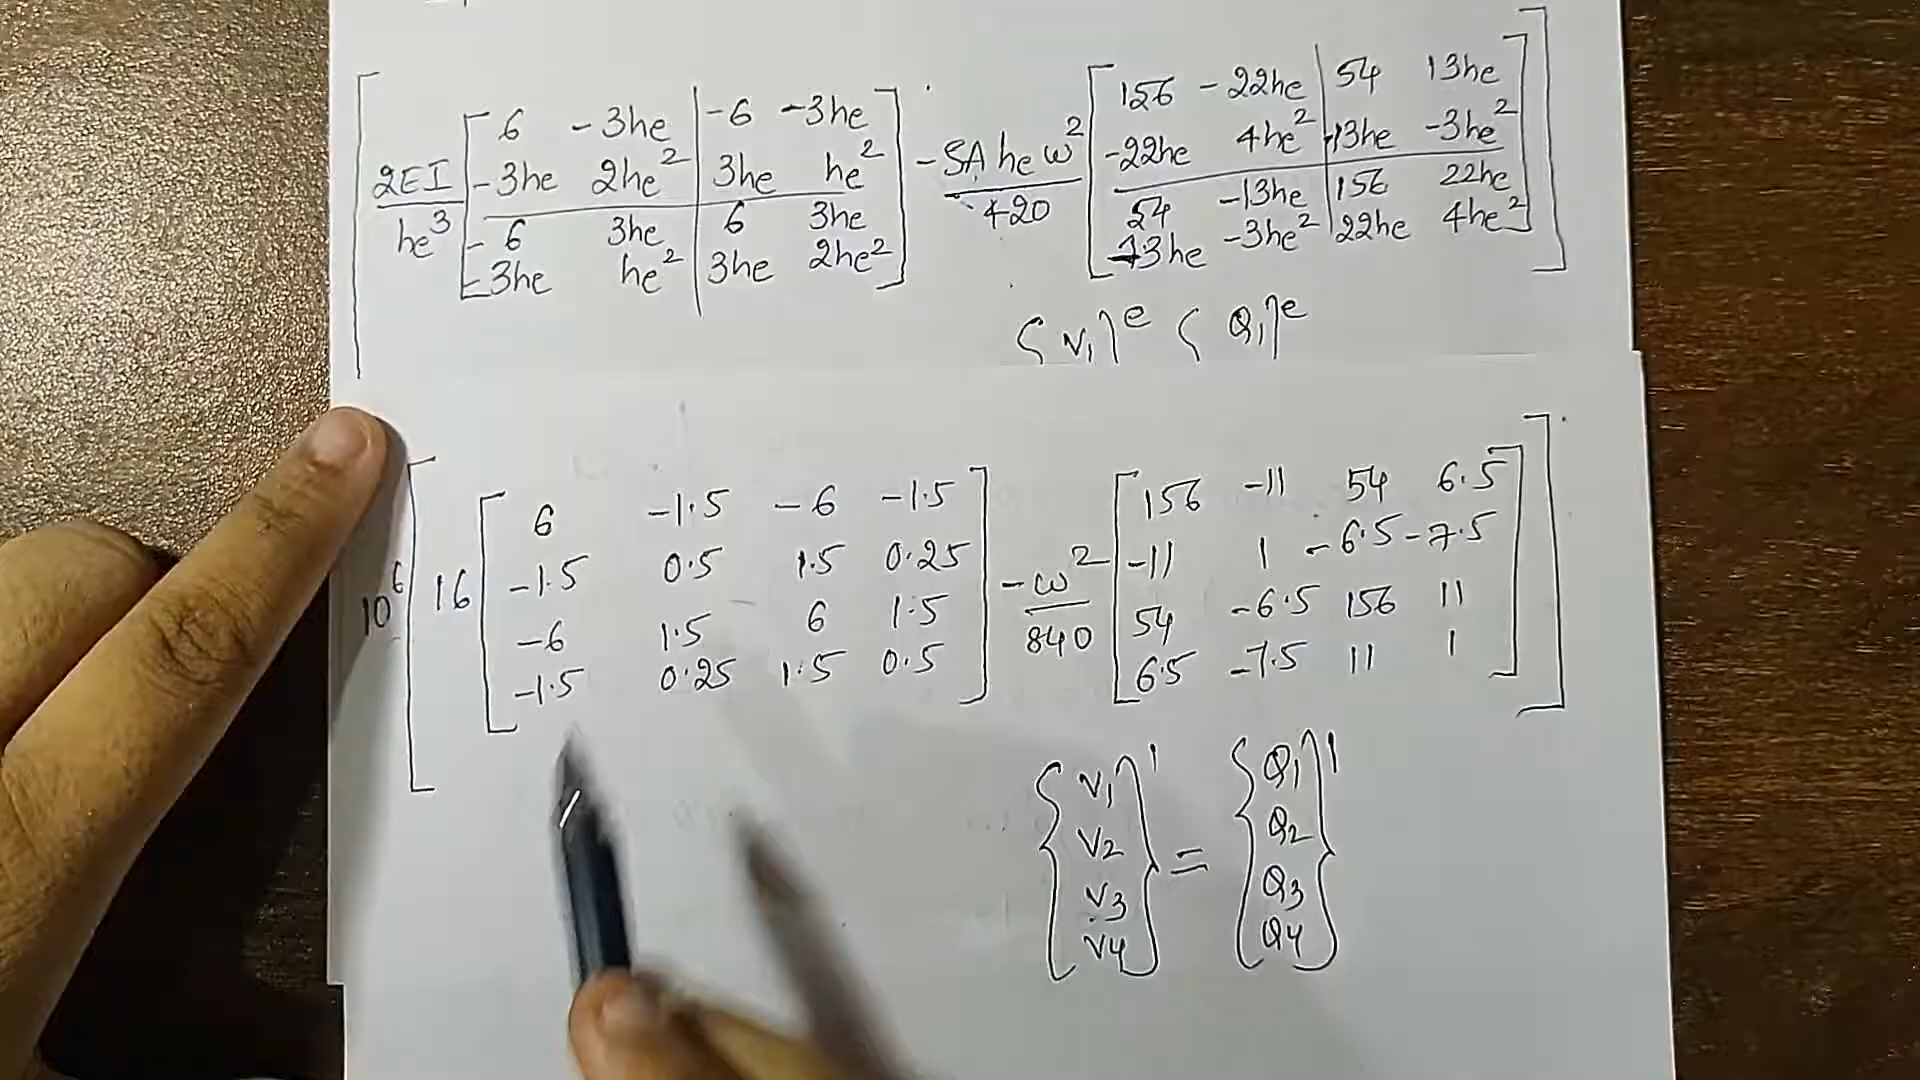 2EI/he³ [ 6 -3he | -6 -3he ] - SAheω²/420 [ 156 -22he | 54 13he ]
[ -3he 2he² | 3he he² ] [ -22he 4he² | -13he -3he² ]
[ -6 3he | 6 3he ] [ 54 -13he | 156 22he ]
[ -3he he² | 3he 2he² ] [ 13he -3he² | 22he 4he² ]
{ V₁ }ᵉ { Q₁ }ᵉ
10⁶ [ 16 [ 6 -1.5 -6 -1.5 ] - ω²/840 [ 156 -11 54 6.5 ] ]
[ -1.5 0.5 1.5 0.25 ] [ -11 1 -6.5 -7.5 ]
[ -6 1.5 6 1.5 ] [ 54 -6.5 156 11 ]
[ -1.5 0.25 1.5 0.5 ] [ 6.5 -7.5 11 1 ]
{ V₁ }¹ = { Q₁ }¹
V₂ Q₂
V₃ Q₃
V₄ Q₄